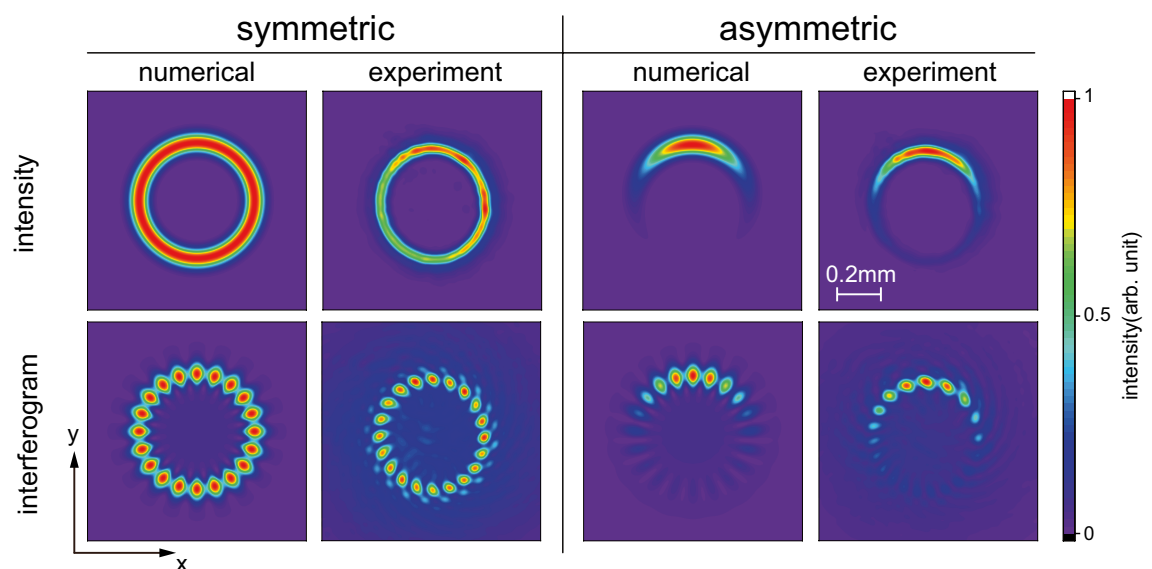 symmetric
asymmetric
numerical
experiment
numerical
experiment
intensity
0.2mm
1
0.5
0
intensity(arb. unit)
interferogram
y
x